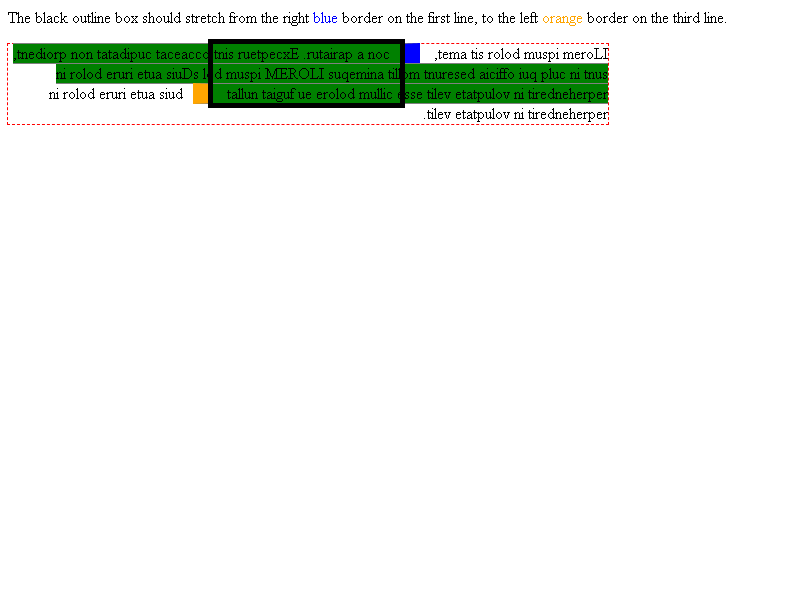 The black outline box should stretch from the right blue border on the first line, to the left orange border on the third line.
,tnediorp non tatadipuc taceacco tnis ruetpecxE .rutairap a noc ,tema tis rolod muspi meroLI
ni rolod eruri etua siuDs lod muspi MEROLI suqemina tillom tnuresed aiciffo iuq pluc ni tnus
ni rolod eruri etua siud tallun taiguf ue erolod mullic esse tilev etatpulov ni tiredneherper
.tilev etatpulov ni tiredneherper